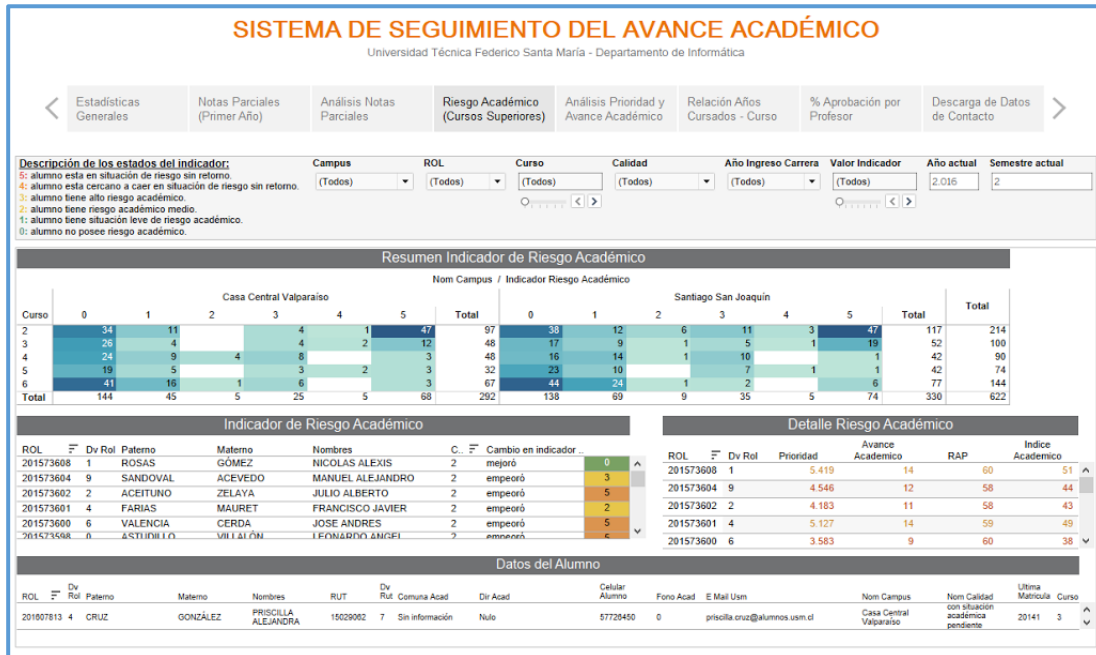 SISTEMA DE SEGUIMIENTO DEL AVANCE ACADÉMICO
Universidad Técnica Federico Santa María - Departamento de Informática
Estadísticas Generales
Notas Parciales (Primer Año)
Análisis Notas Parciales
Riesgo Académico (Cursos Superiores)
Análisis Prioridad y Avance Académico
Relación Años Cursados - Curso
% Aprobación por Profesor
Descarga de Datos de Contacto
Descripción de los estados del indicador:
5: alumno esta en situación de riesgo sin retorno.
4: alumno esta cercano a caer en situación de riesgo sin retorno.
3: alumno tiene alto riesgo académico.
2: alumno tiene riesgo académico medio.
1: alumno tiene situación leve de riesgo académico.
0: alumno no posee riesgo académico.
Campus ROL Curso Calidad Año Ingreso Carrera Valor Indicador Año actual Semestre actual
(Todos) (Todos) (Todos) (Todos) (Todos) (Todos) 2.016 2
Resumen Indicador de Riesgo Académico
Nom Campus / Indicador Riesgo Académico
Casa Central Valparaíso Santiago San Joaquín
Curso 0 1 2 3 4 5 Total 0 1 2 3 4 5 Total Total
2 34 11 4 1 47 97 38 12 6 11 3 47 117 214
3 26 4 4 2 12 48 17 9 1 5 1 19 52 100
4 24 9 4 8 3 48 16 14 1 10 1 42 90
5 19 5 3 2 3 32 23 10 7 1 1 42 74
6 41 16 1 6 3 67 44 24 1 2 6 77 144
Total 144 45 5 25 5 68 292 138 69 9 35 5 74 330 622
Indicador de Riesgo Académico
ROL Dv Rol Paterno Materno Nombres C.. Cambio en indicador ..
201573608 1 ROSAS GÓMEZ NICOLAS ALEXIS 2 mejoró 0
201573604 9 SANDOVAL ACEVEDO MANUEL ALEJANDRO 2 empeoró 3
201573602 2 ACEITUNO ZELAYA JULIO ALBERTO 2 empeoró 5
201573601 4 FARIAS MAURET FRANCISCO JAVIER 2 empeoró 2
201573600 6 VALENCIA CERDA JOSE ANDRES 2 empeoró 5
201573598 0 ASTUDILLO VILLALÓN LEONARDO ANGEL 2 empeoró 5
Detalle Riesgo Académico
ROL Dv Rol Prioridad Avance Academico RAP Indice Academico
201573608 1 5.419 14 60 51
201573604 9 4.546 12 58 44
201573602 2 4.183 11 58 43
201573601 4 5.127 14 59 49
201573600 6 3.583 9 60 38
Datos del Alumno
ROL Dv Rol Paterno Materno Nombres RUT Dv Rut Comuna Acad Dir Acad Celular Alumno Fono Acad E Mail Usm Nom Campus Nom Calidad Ultima Matricula Curso
201607813 4 CRUZ GONZÁLEZ PRISCILLA ALEJANDRA 15029062 7 Sin información Nulo 57726450 0 priscilla.cruz@alumnos.usm.cl Casa Central Valparaíso con situación académica pendiente 20141 3